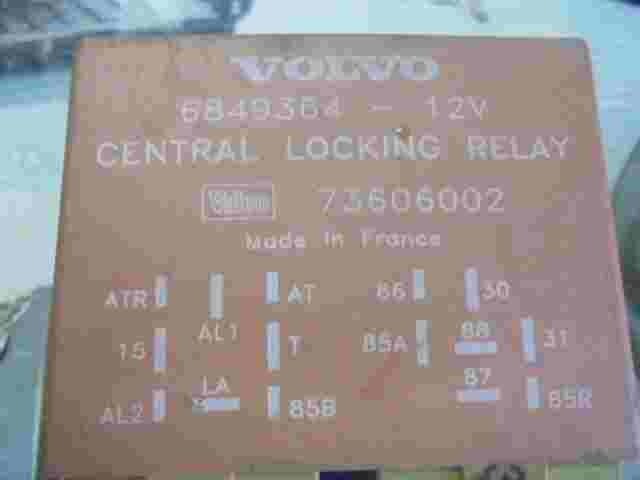 VOLVO
6849364 - 12V
CENTRAL LOCKING RELAY
Valeo 73606002
Made In France
ATR AT 86 30
15 AL1 T 85A 88 31
AL2 LA 85B 87 85R